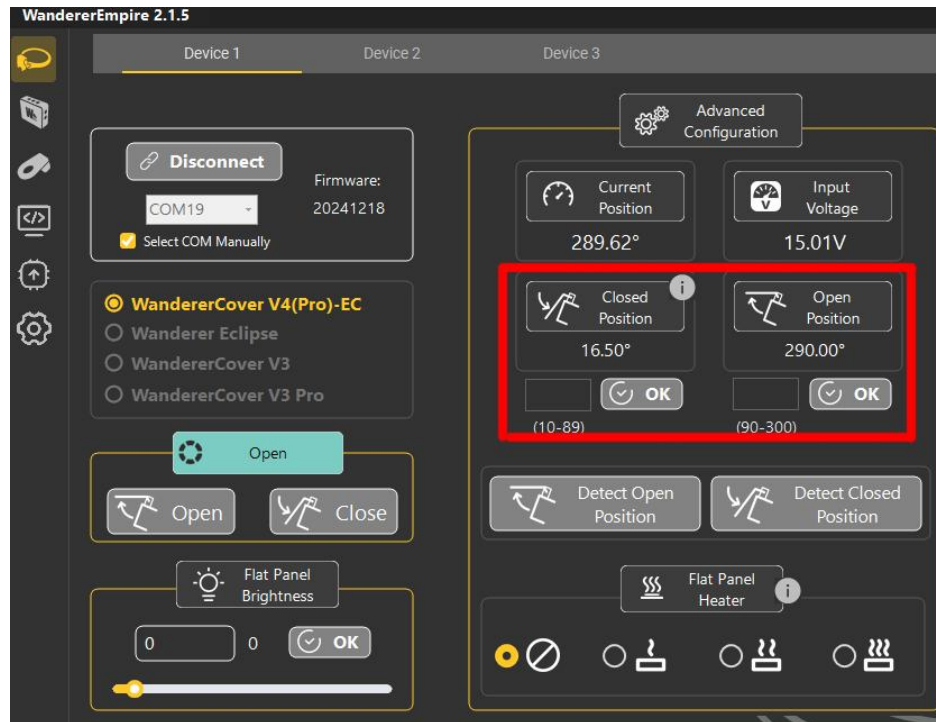 WandererEmpire 2.1.5
Device 1
Device 2
Device 3
Disconnect
Firmware:
COM19
20241218
Select COM Manually
WandererCover V4(Pro)-EC
Wanderer Eclipse
WandererCover V3
WandererCover V3 Pro
Open
Open
Close
Flat Panel
Brightness
0
0
OK
Advanced
Configuration
Current
Position
289.62°
Input
Voltage
15.01V
Closed
Position
16.50°
OK
(10-89)
Open
Position
290.00°
OK
(90-300)
Detect Open
Position
Detect Closed
Position
Flat Panel
Heater